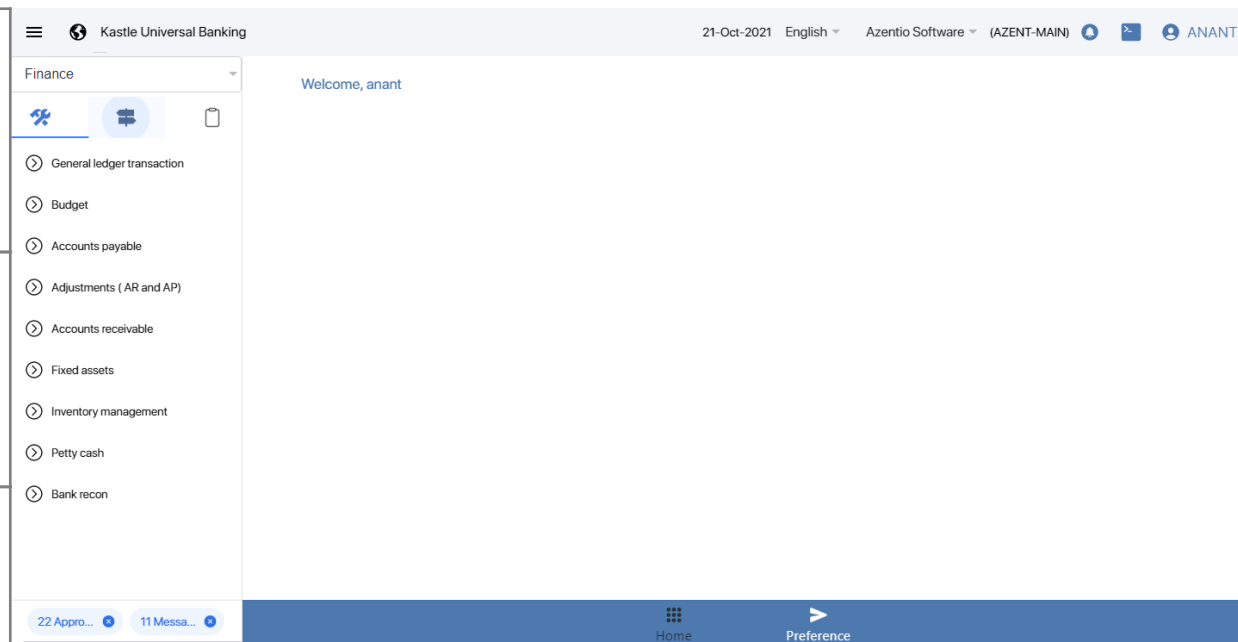 Kastle Universal Banking
21-Oct-2021 English Azentio Software (AZENT-MAIN) ANANT
Finance
Welcome, anant
General ledger transaction
Budget
Accounts payable
Adjustments ( AR and AP)
Accounts receivable
Fixed assets
Inventory management
Petty cash
Bank recon
22 Appro... 11 Messa...
Home Preference